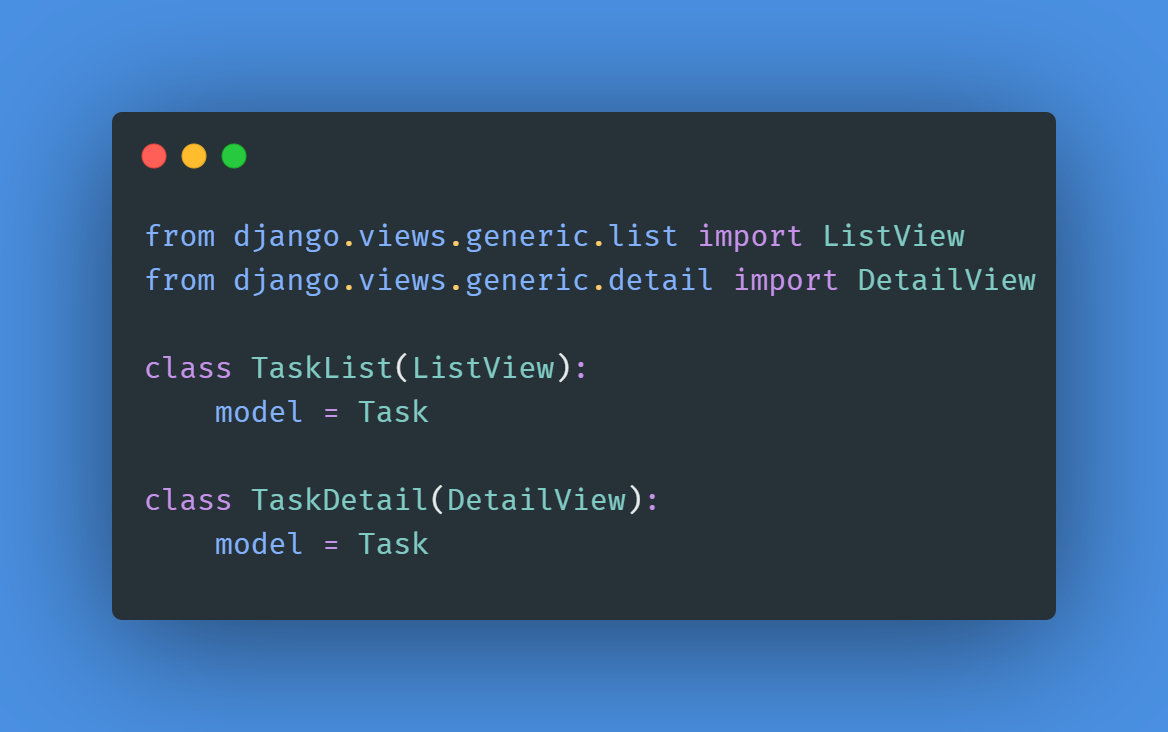 from django.views.generic.list import ListView
from django.views.generic.detail import DetailView
class TaskList(ListView):
    model = Task
class TaskDetail(DetailView):
    model = Task